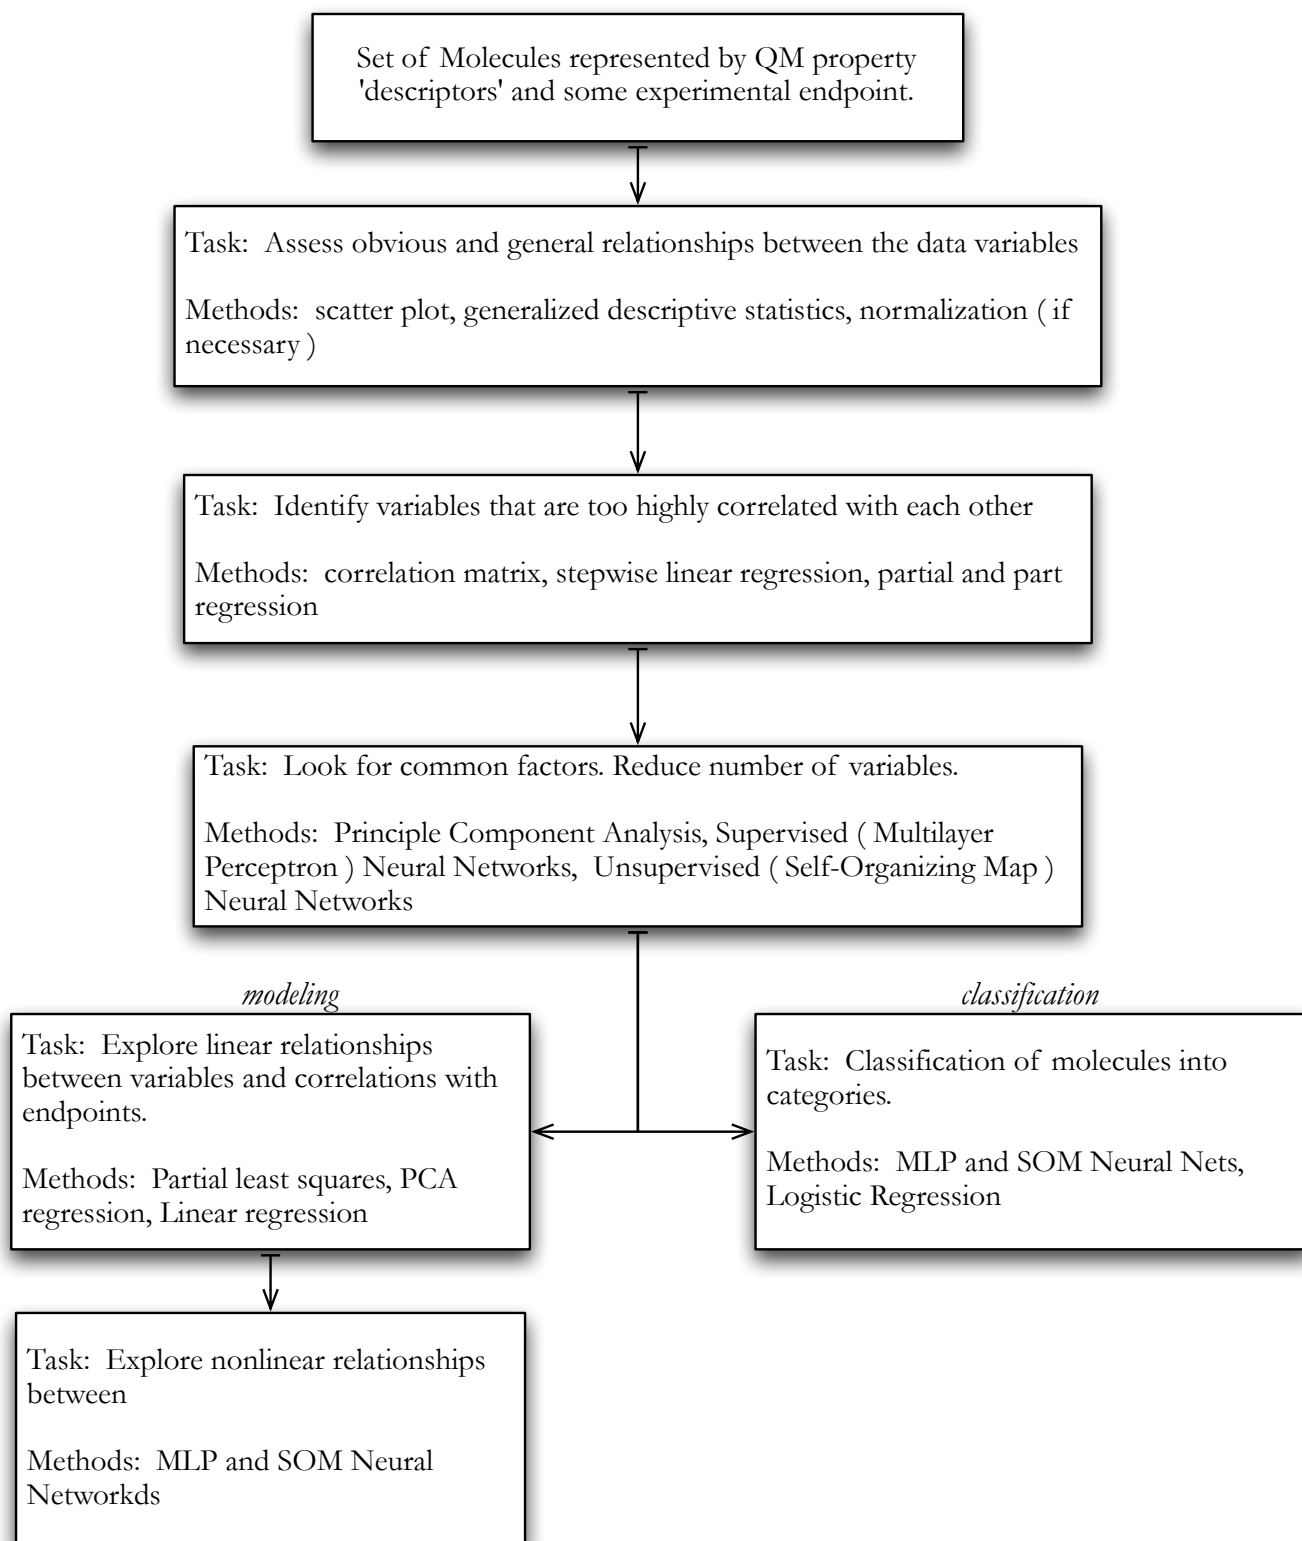 Set of Molecules represented by QM property
'descriptors' and some experimental endpoint.
Task: Assess obvious and general relationships between the data variables
Methods: scatter plot, generalized descriptive statistics, normalization ( if
necessary )
Task: Identify variables that are too highly correlated with each other
Methods: correlation matrix, stepwise linear regression, partial and part
regression
Task: Look for common factors. Reduce number of variables.
Methods: Principle Component Analysis, Supervised ( Multilayer
Perceptron ) Neural Networks, Unsupervised ( Self-Organizing Map )
Neural Networks
modeling
Task: Explore linear relationships
between variables and correlations with
endpoints.
Methods: Partial least squares, PCA
regression, Linear regression
classification
Task: Classification of molecules into
categories.
Methods: MLP and SOM Neural Nets,
Logistic Regression
Task: Explore nonlinear relationships
between
Methods: MLP and SOM Neural
Networkds